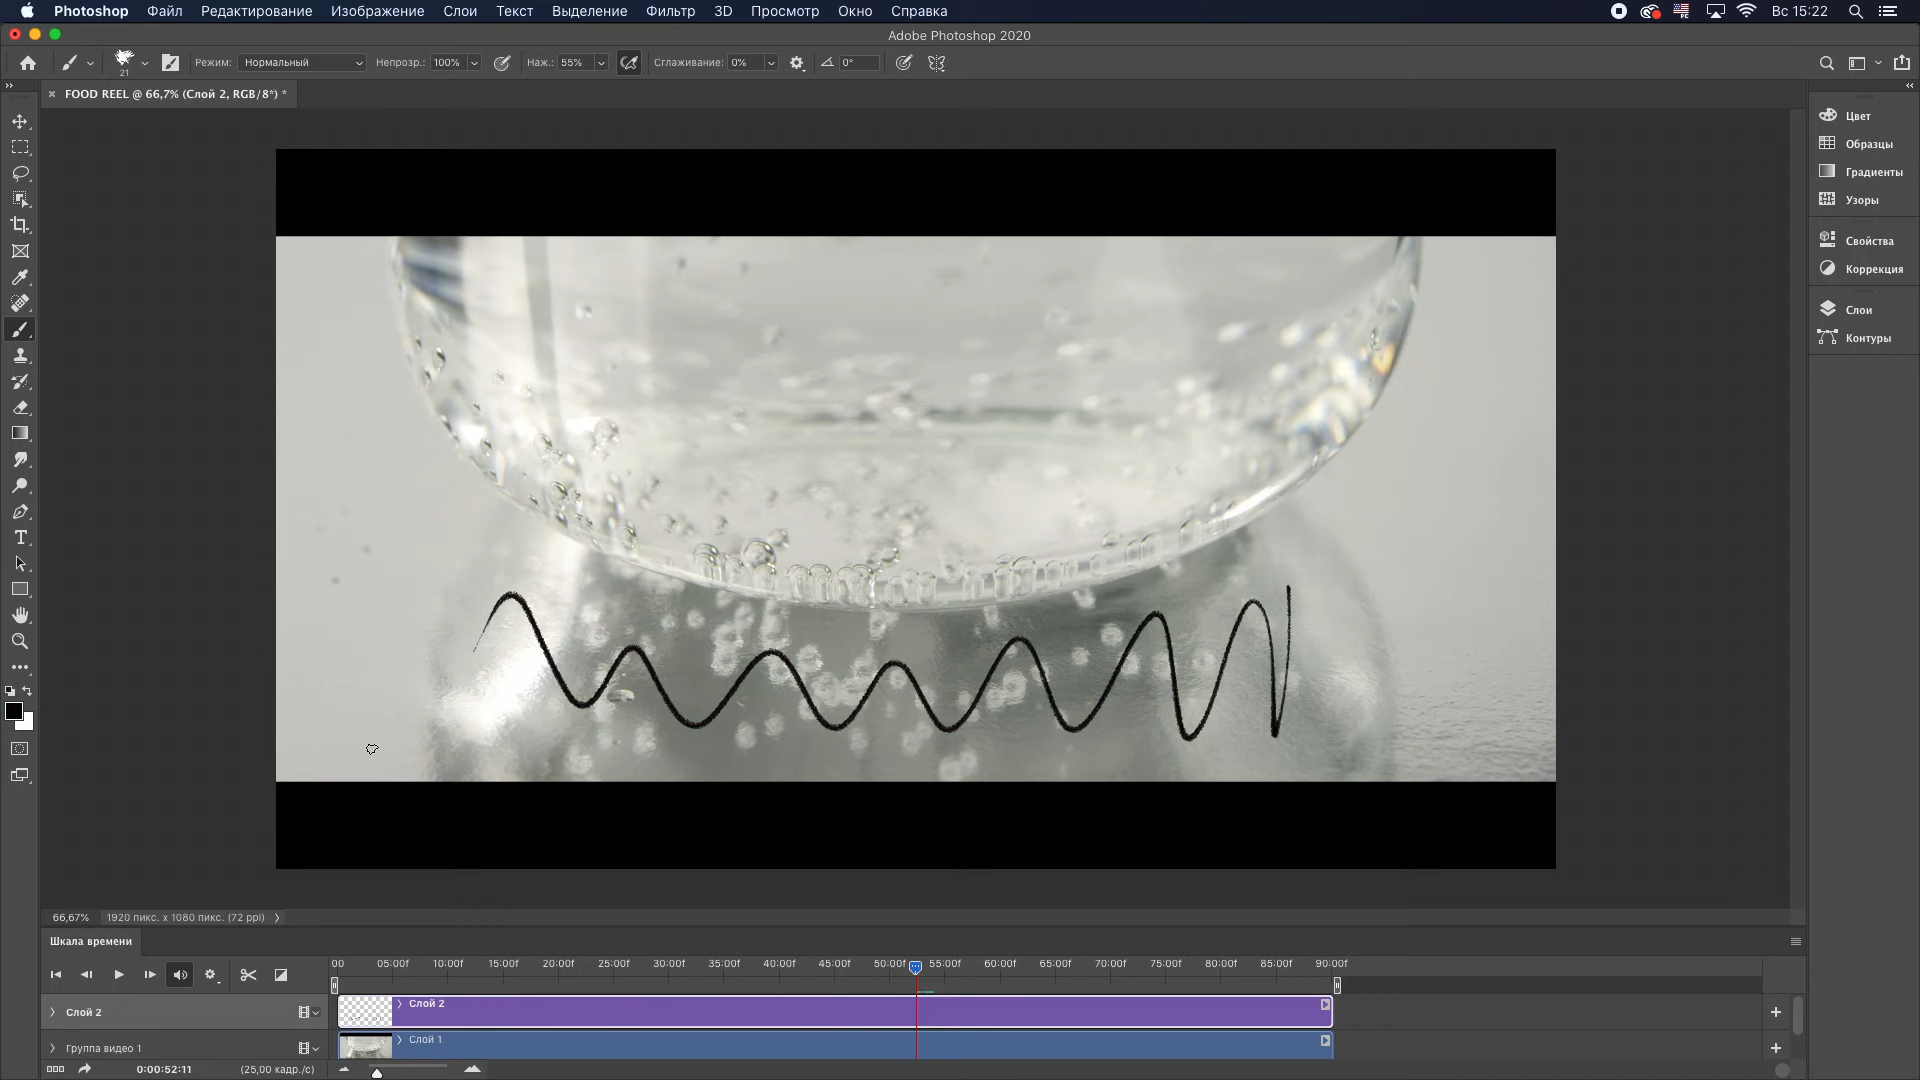 Photoshop Файл Редактирование Изображение Слои Текст Выделение Фильтр 3D Просмотр Окно Справка Вс 15:22
Adobe Photoshop 2020
21 Режим: Нормальный Непрозр.: 100% Наж.: 55% Сглаживание: 0% 0°
FOOD REEL @ 66,7% (Слой 2, RGB/8*) *
Цвет
Образцы
Градиенты
Узоры
Свойства
Коррекция
Слои
Контуры
T
66,67% 1920 пикс. x 1080 пикс. (72 ppi)
Шкала времени
00 05:00f 10:00f 15:00f 20:00f 25:00f 30:00f 35:00f 40:00f 45:00f 50:00f 55:00f 60:00f 65:00f 70:00f 75:00f 80:00f 85:00f 90:00f
Слой 2
Слой 2
Слой 1
Группа видео 1
0:00:52:11 (25,00 кадр./с)